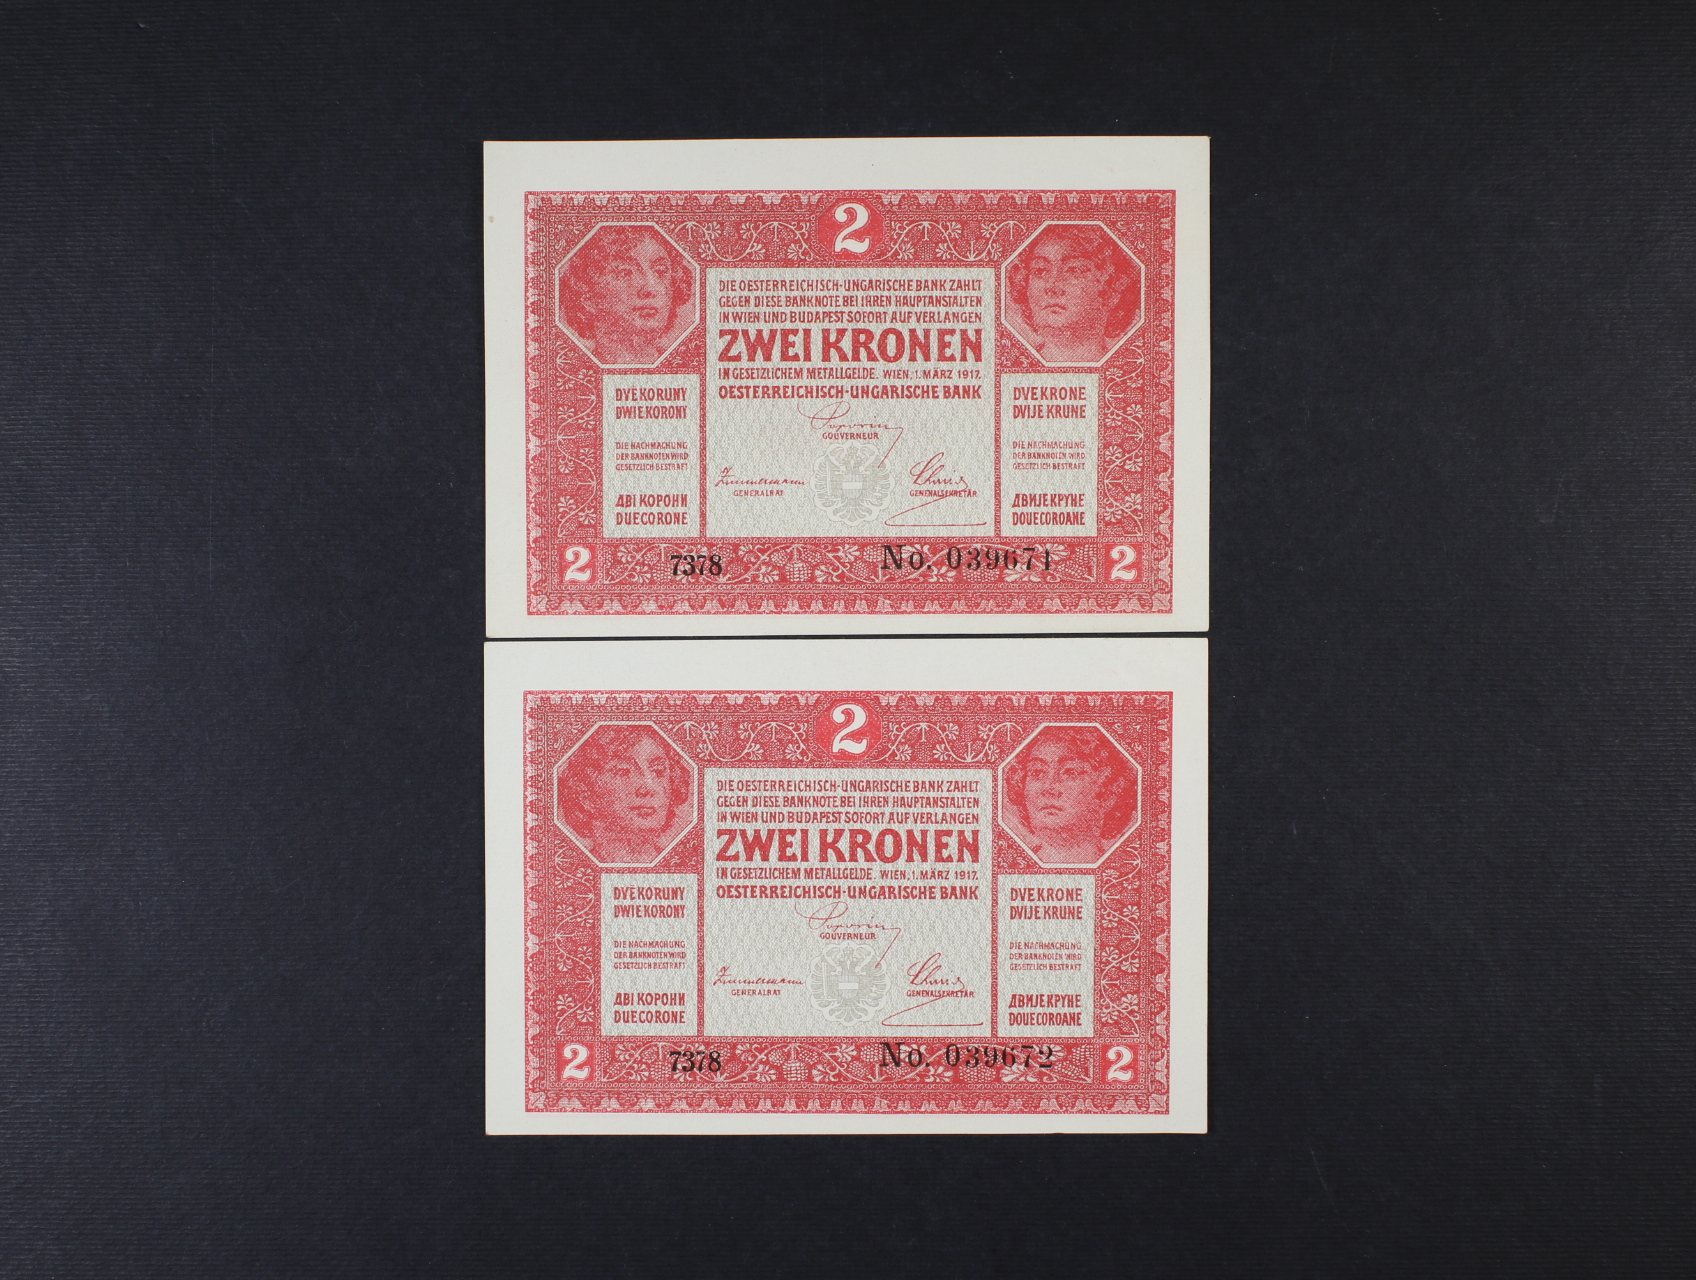 2
DIE OESTERREICHISCH-UNGARISCHE BANK ZAHLT
GEGEN DIESE BANKNOTE BEI IHREN HAUPTANSTALTEN
IN WIEN UND BUDAPEST SOFORT AUF VERLANGEN
ZWEI KRONEN
IN GESETZLICHEM METALLGELDE. WIEN, 1. MÄRZ 1917.
OESTERREICHISCH-UNGARISCHE BANK
Popovics
GOUVERNEUR
Zimmermann
GENERALRAT
GENERALSEKRETÄR
DVĚ KORUNY
DWIE KORONY
DIE NACHMACHUNG
DER BANKNOTEN WIRD
GESETZLICH BESTRAFT
ДВІ КОРОНИ
DUE CORONE
DVE KRONE
DVIJE KRUNE
DIE NACHMACHUNG
DER BANKNOTEN WIRD
GESETZLICH BESTRAFT
ДВИЈЕ КРУНЕ
DOUE COROANE
2
7378
No. 039671
2
2
DIE OESTERREICHISCH-UNGARISCHE BANK ZAHLT
GEGEN DIESE BANKNOTE BEI IHREN HAUPTANSTALTEN
IN WIEN UND BUDAPEST SOFORT AUF VERLANGEN
ZWEI KRONEN
IN GESETZLICHEM METALLGELDE. WIEN, 1. MÄRZ 1917.
OESTERREICHISCH-UNGARISCHE BANK
Popovics
GOUVERNEUR
Zimmermann
GENERALRAT
GENERALSEKRETÄR
DVĚ KORUNY
DWIE KORONY
DIE NACHMACHUNG
DER BANKNOTEN WIRD
GESETZLICH BESTRAFT
ДВІ КОРОНИ
DUE CORONE
DVE KRONE
DVIJE KRUNE
DIE NACHMACHUNG
DER BANKNOTEN WIRD
GESETZLICH BESTRAFT
ДВИЈЕ КРУНЕ
DOUE COROANE
2
7378
No. 039672
2